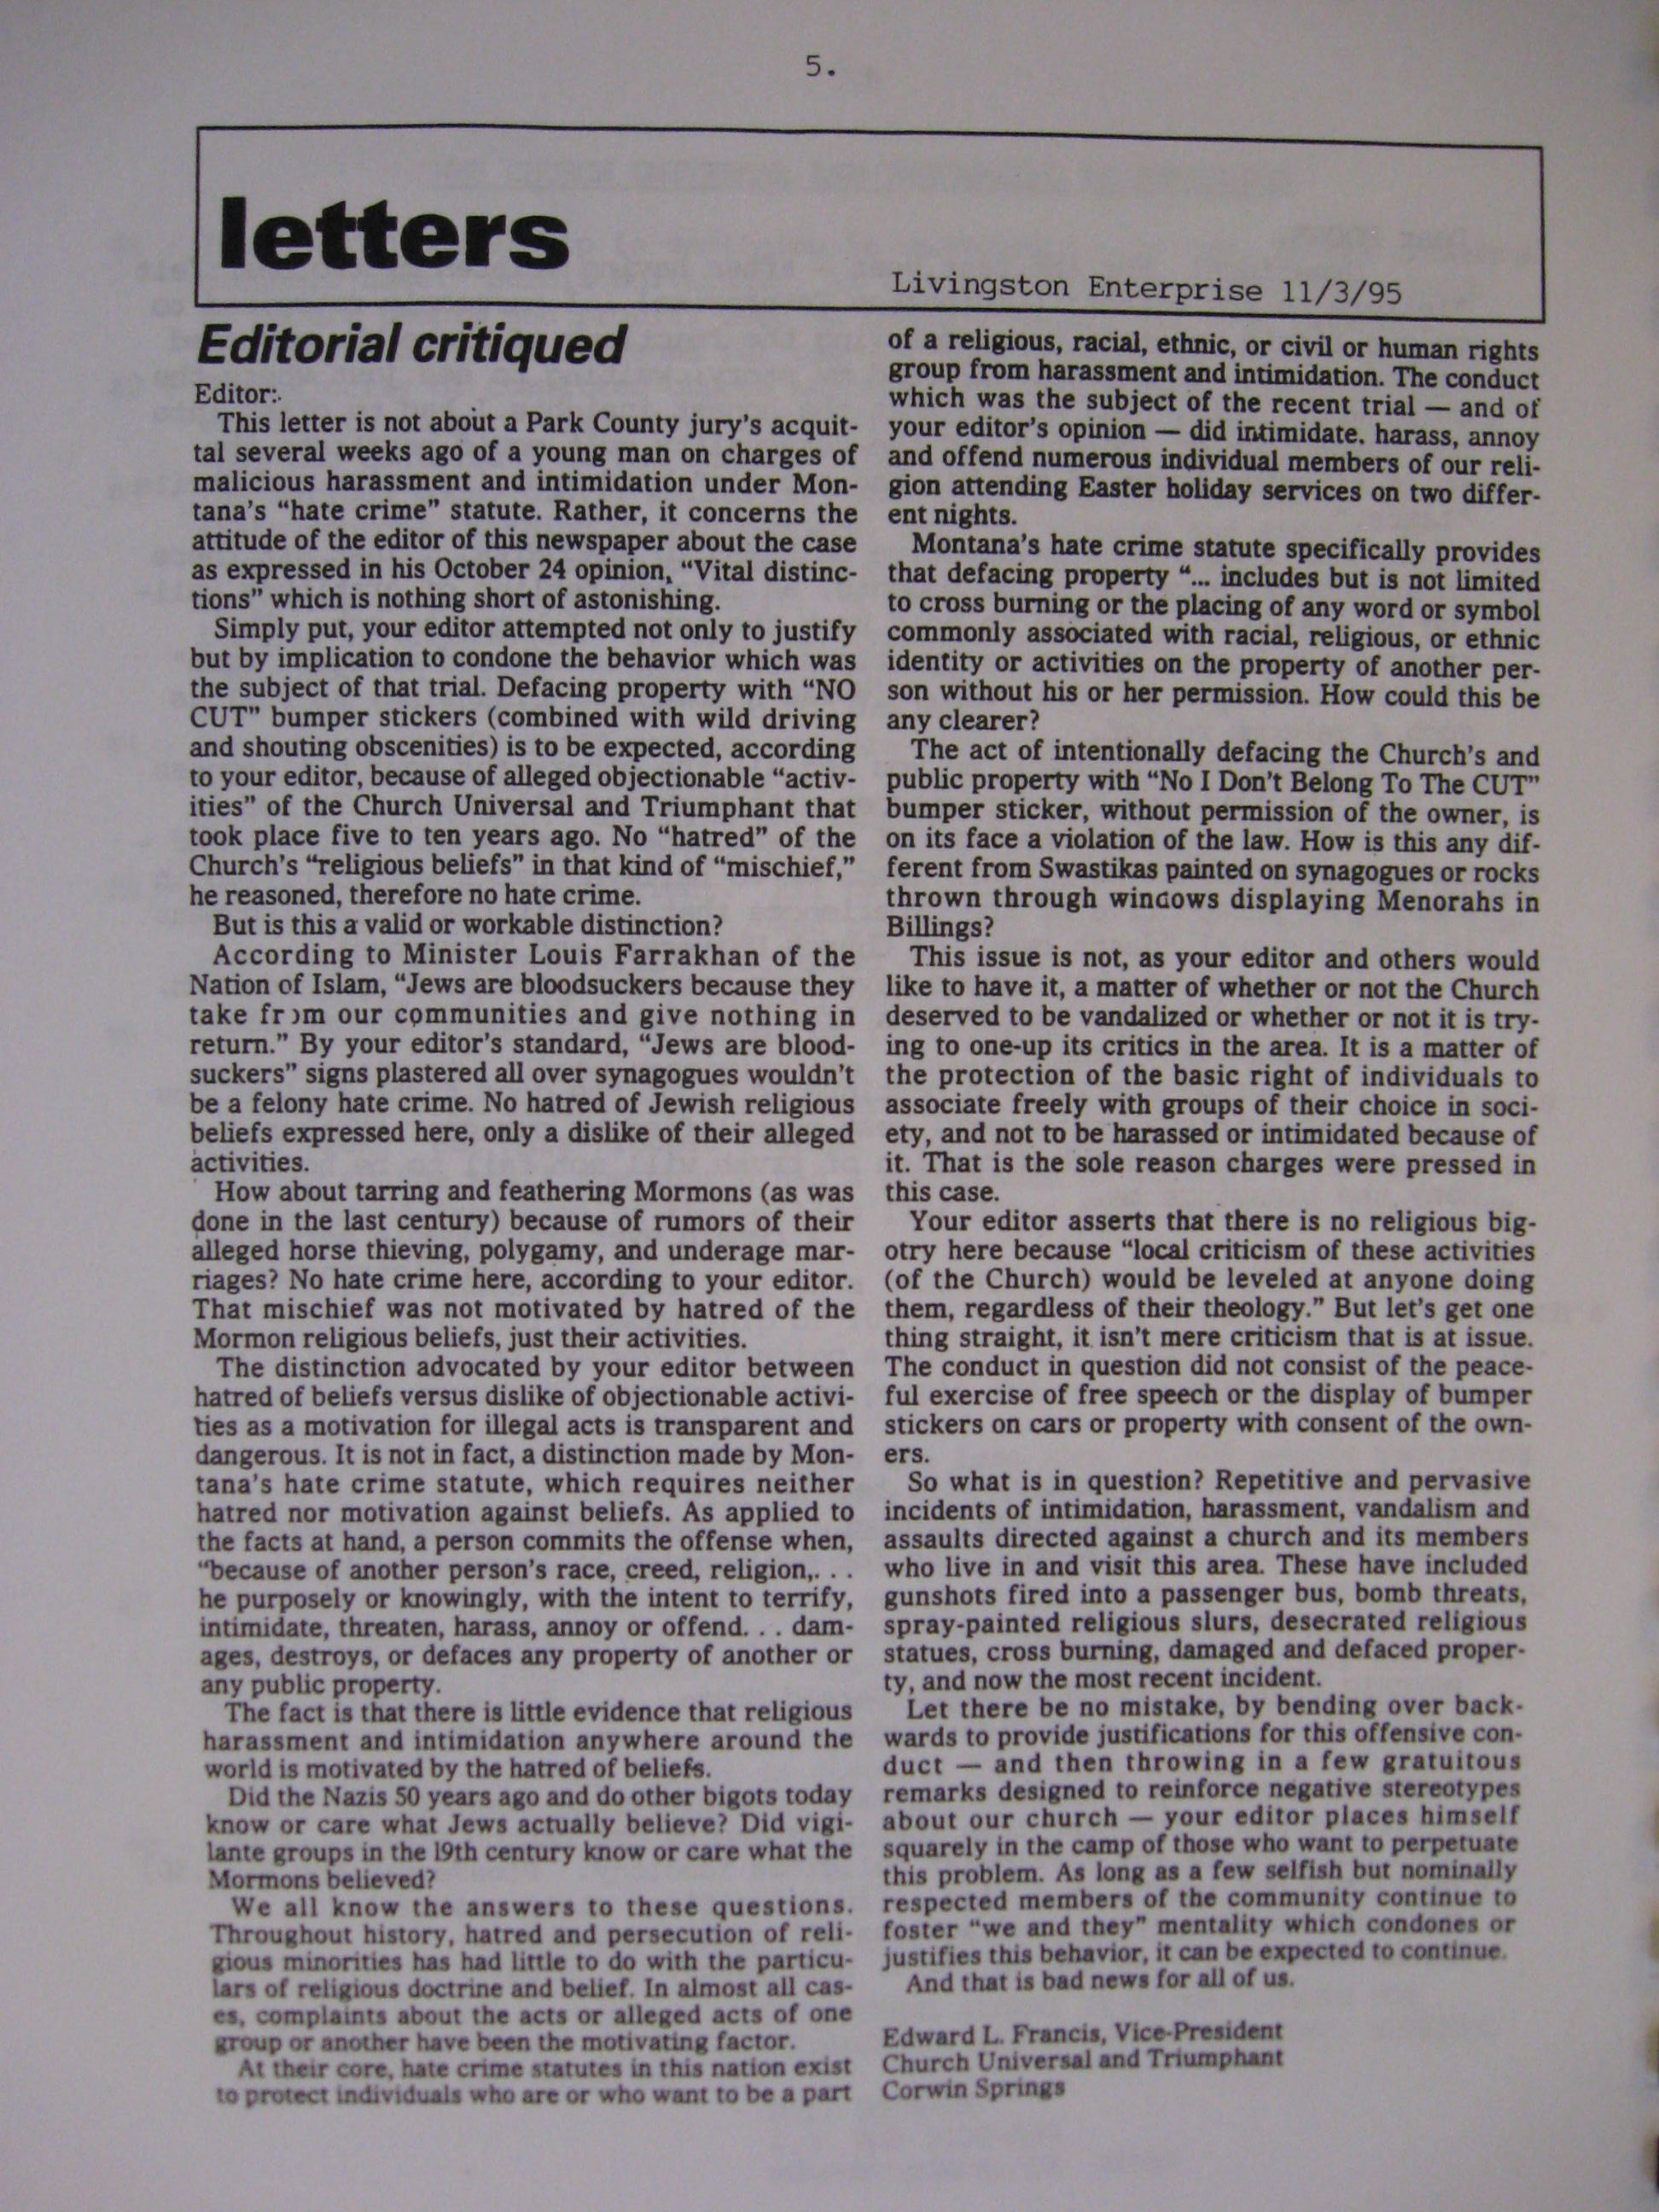 5.
letters
Livingston Enterprise 11/3/95
Editorial critiqued
Editor:
This letter is not about a Park County jury's acquit-
tal several weeks ago of a young man on charges of
malicious harassment and intimidation under Mon-
tana's “hate crime” statute. Rather, it concerns the
attitude of the editor of this newspaper about the case
as expressed in his October 24 opinion, “Vital distinc-
tions” which is nothing short of astonishing.
Simply put, your editor attempted not only to justify
but by implication to condone the behavior which was
the subject of that trial. Defacing property with “NO
CUT” bumper stickers (combined with wild driving
and shouting obscenities) is to be expected, according
to your editor, because of alleged objectionable “activ-
ities” of the Church Universal and Triumphant that
took place five to ten years ago. No “hatred” of the
Church's “religious beliefs” in that kind of “mischief,”
he reasoned, therefore no hate crime.
But is this a valid or workable distinction?
According to Minister Louis Farrakhan of the
Nation of Islam, “Jews are bloodsuckers because they
take from our communities and give nothing in
return.” By your editor's standard, “Jews are blood-
suckers” signs plastered all over synagogues wouldn't
be a felony hate crime. No hatred of Jewish religious
beliefs expressed here, only a dislike of their alleged
activities.
How about tarring and feathering Mormons (as was
done in the last century) because of rumors of their
alleged horse thieving, polygamy, and underage mar-
riages? No hate crime here, according to your editor.
That mischief was not motivated by hatred of the
Mormon religious beliefs, just their activities.
The distinction advocated by your editor between
hatred of beliefs versus dislike of objectionable activi-
ties as a motivation for illegal acts is transparent and
dangerous. It is not in fact, a distinction made by Mon-
tana's hate crime statute, which requires neither
hatred nor motivation against beliefs. As applied to
the facts at hand, a person commits the offense when,
“because of another person's race, creed, religion,. . .
he purposely or knowingly, with the intent to terrify,
intimidate, threaten, harass, annoy or offend. . . dam-
ages, destroys, or defaces any property of another or
any public property.
The fact is that there is little evidence that religious
harassment and intimidation anywhere around the
world is motivated by the hatred of beliefs.
Did the Nazis 50 years ago and do other bigots today
know or care what Jews actually believe? Did vigi-
lante groups in the 19th century know or care what the
Mormons believed?
We all know the answers to these questions.
Throughout history, hatred and persecution of reli-
gious minorities has had little to do with the particu-
lars of religious doctrine and belief. In almost all cas-
es, complaints about the acts or alleged acts of one
group or another have been the motivating factor.
At their core, hate crime statutes in this nation exist
to protect individuals who are or who want to be a part
of a religious, racial, ethnic, or civil or human rights
group from harassment and intimidation. The conduct
which was the subject of the recent trial — and of
your editor's opinion — did intimidate. harass, annoy
and offend numerous individual members of our reli-
gion attending Easter holiday services on two differ-
ent nights.
Montana's hate crime statute specifically provides
that defacing property “... includes but is not limited
to cross burning or the placing of any word or symbol
commonly associated with racial, religious, or ethnic
identity or activities on the property of another per-
son without his or her permission. How could this be
any clearer?
The act of intentionally defacing the Church's and
public property with “No I Don't Belong To The CUT”
bumper sticker, without permission of the owner, is
on its face a violation of the law. How is this any dif-
ferent from Swastikas painted on synagogues or rocks
thrown through windows displaying Menorahs in
Billings?
This issue is not, as your editor and others would
like to have it, a matter of whether or not the Church
deserved to be vandalized or whether or not it is try-
ing to one-up its critics in the area. It is a matter of
the protection of the basic right of individuals to
associate freely with groups of their choice in soci-
ety, and not to be harassed or intimidated because of
it. That is the sole reason charges were pressed in
this case.
Your editor asserts that there is no religious big-
otry here because “local criticism of these activities
(of the Church) would be leveled at anyone doing
them, regardless of their theology.” But let's get one
thing straight, it isn't mere criticism that is at issue.
The conduct in question did not consist of the peace-
ful exercise of free speech or the display of bumper
stickers on cars or property with consent of the own-
ers.
So what is in question? Repetitive and pervasive
incidents of intimidation, harassment, vandalism and
assaults directed against a church and its members
who live in and visit this area. These have included
gunshots fired into a passenger bus, bomb threats,
spray-painted religious slurs, desecrated religious
statues, cross burning, damaged and defaced proper-
ty, and now the most recent incident.
Let there be no mistake, by bending over back-
wards to provide justifications for this offensive con-
duct — and then throwing in a few gratuitous
remarks designed to reinforce negative stereotypes
about our church — your editor places himself
squarely in the camp of those who want to perpetuate
this problem. As long as a few selfish but nominally
respected members of the community continue to
foster “we and they” mentality which condones or
justifies this behavior, it can be expected to continue.
And that is bad news for all of us.
Edward L. Francis, Vice-President
Church Universal and Triumphant
Corwin Springs